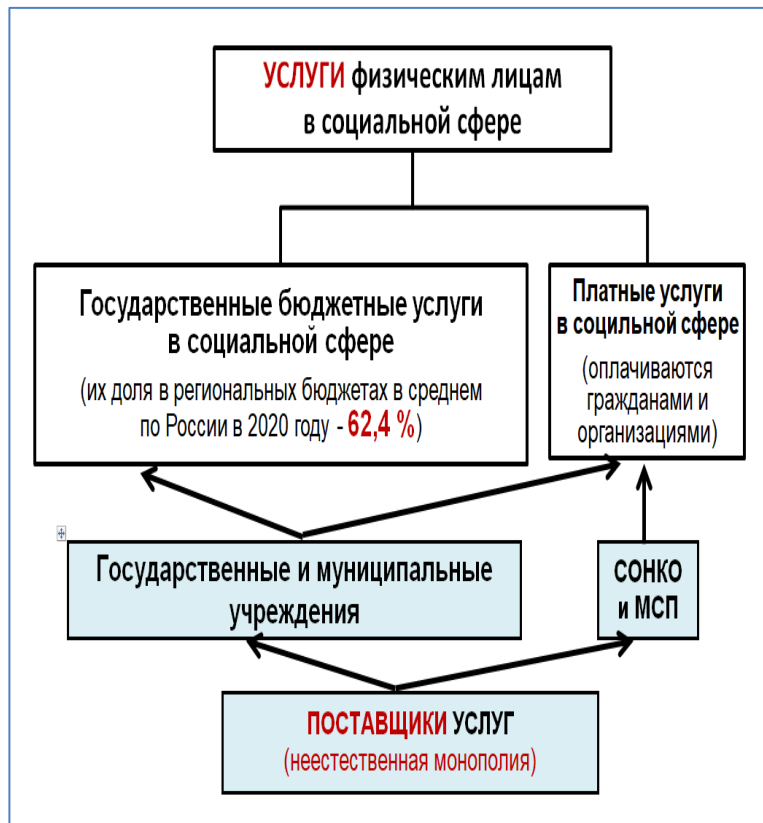 УСЛУГИ физическим лицам
в социальной сфере
Государственные бюджетные услуги
в социальной сфере
(их доля в региональных бюджетах в среднем
по России в 2020 году - 62,4 %)
Платные услуги
в социльной сфере
(оплачиваются
гражданами и
организациями)
Государственные и муниципальные
учреждения
СОНКО
и МСП
ПОСТАВЩИКИ УСЛУГ
(неестественная монополия)